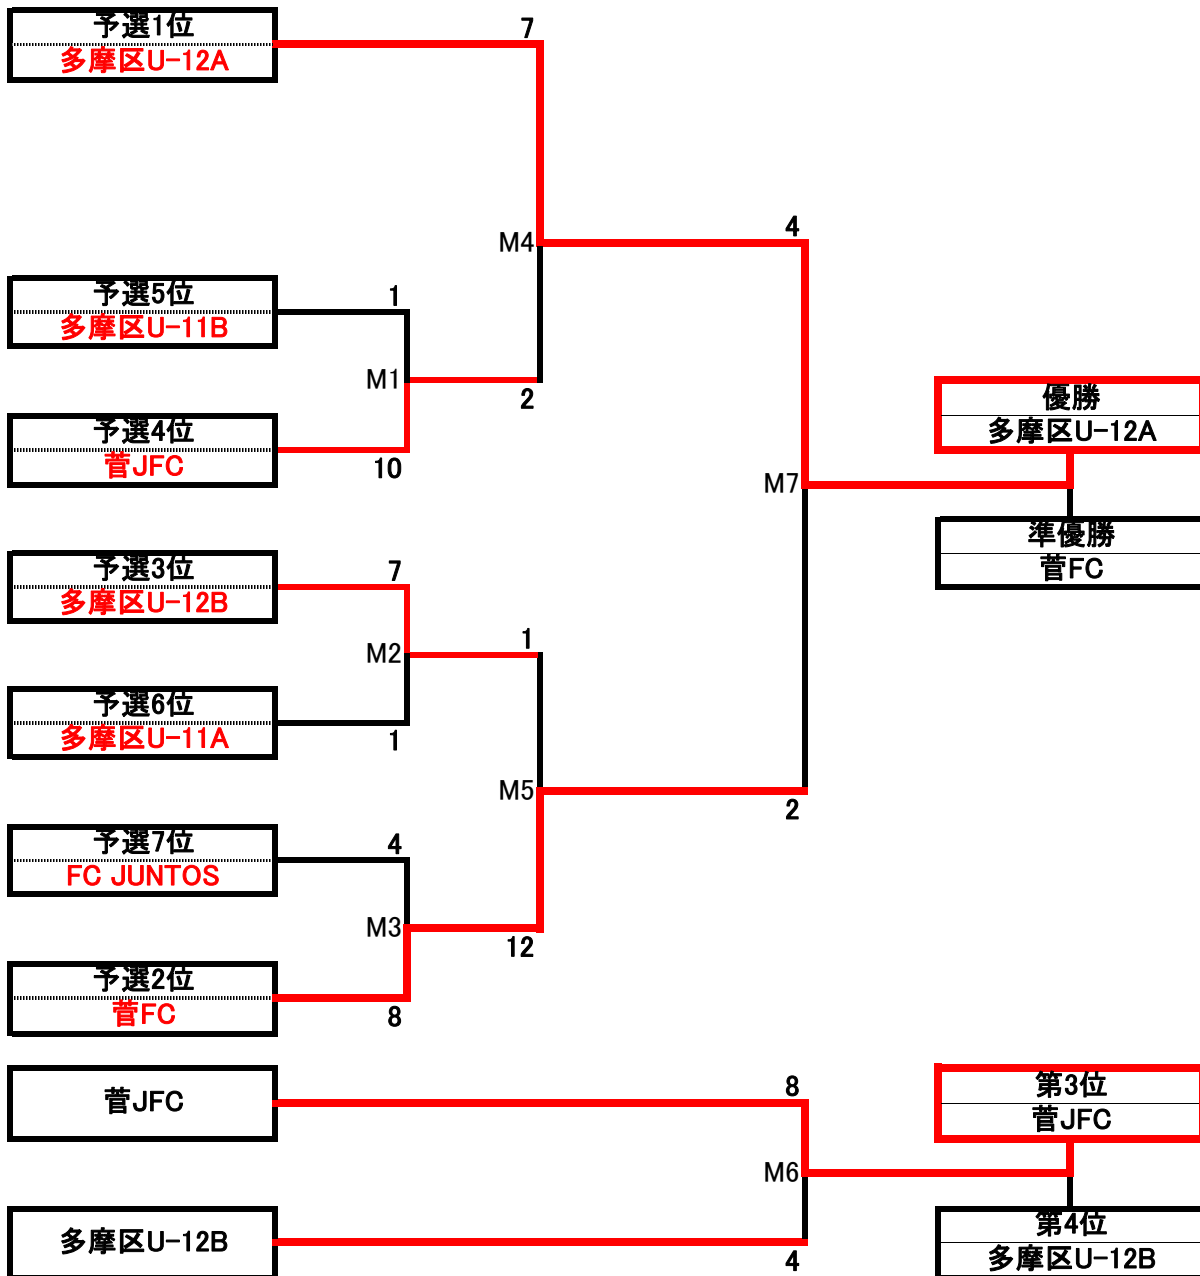 予選1位
多摩区U-12A
7
M4
4
予選5位
多摩区U-11B
1
M1
2
予選4位
菅JFC
10
優勝
多摩区U-12A
M7
準優勝
菅FC
予選3位
多摩区U-12B
7
M2
1
予選6位
多摩区U-11A
1
M5
2
予選7位
FC JUNTOS
4
M3
12
予選2位
菅FC
8
菅JFC
8
第3位
菅JFC
M6
多摩区U-12B
4
第4位
多摩区U-12B